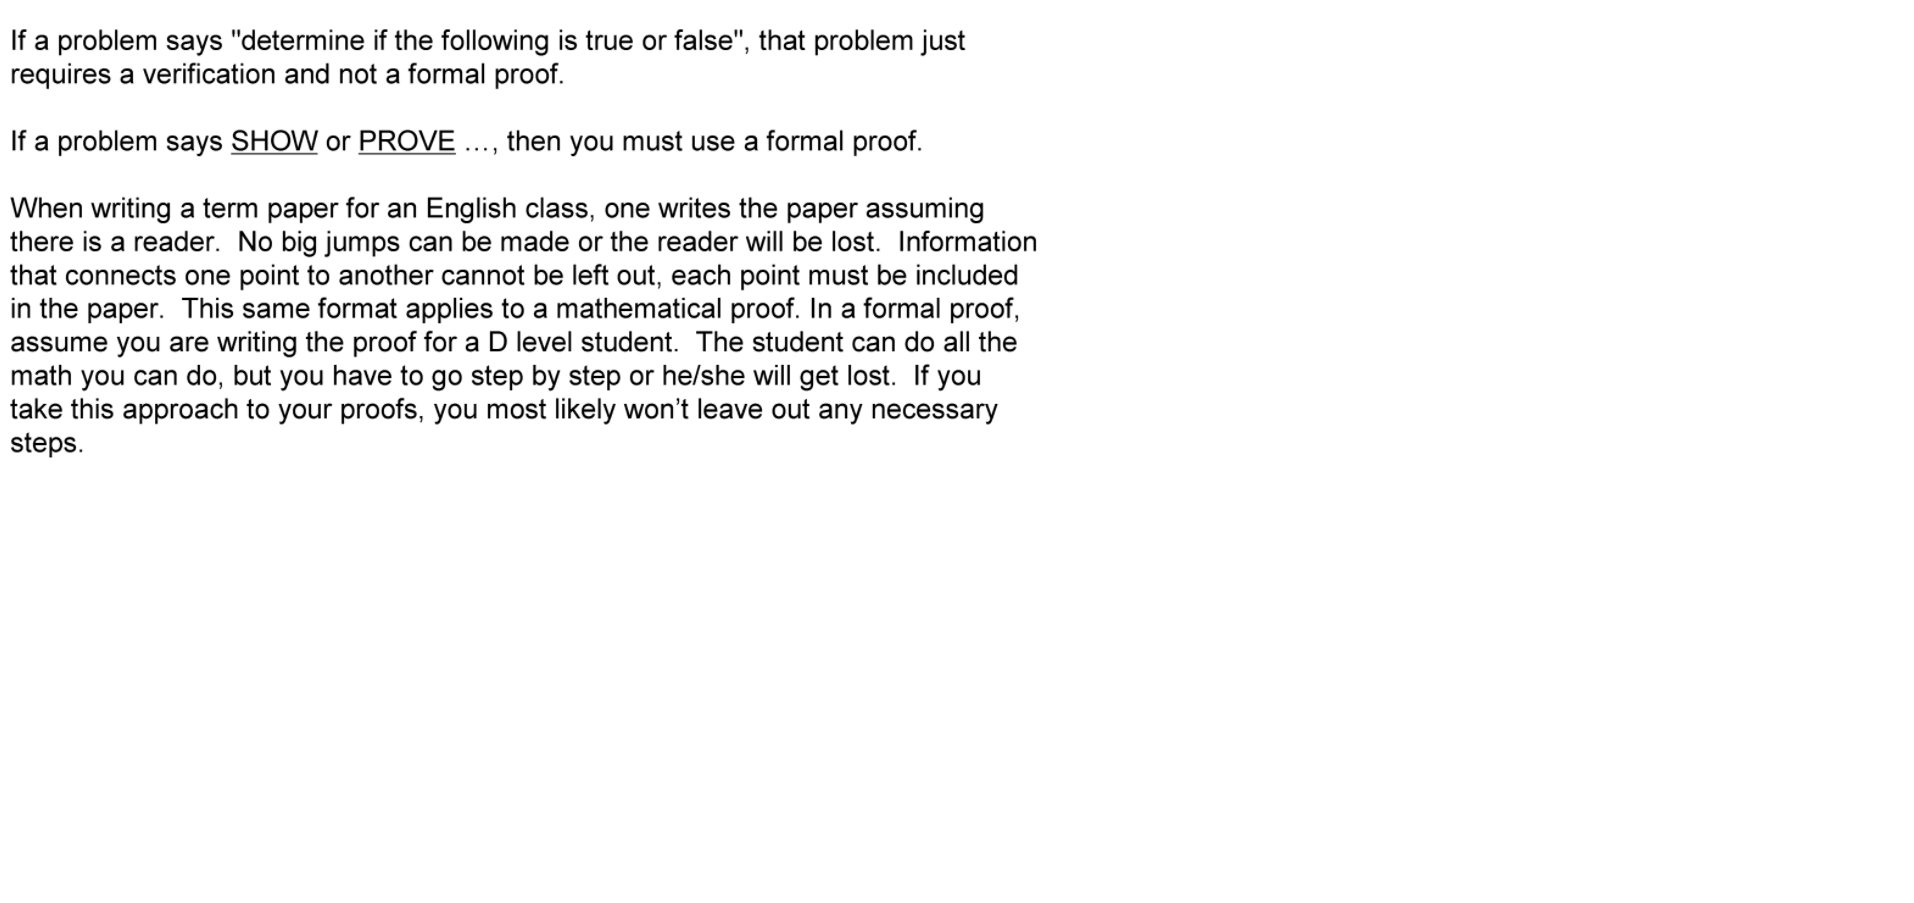 If a problem says "determine if the following is true or false", that problem just
requires a verification and not a formal proof.
If a problem says SHOW or PROVE …, then you must use a formal proof.
When writing a term paper for an English class, one writes the paper assuming
there is a reader.  No big jumps can be made or the reader will be lost.  Information
that connects one point to another cannot be left out, each point must be included
in the paper.  This same format applies to a mathematical proof. In a formal proof,
assume you are writing the proof for a D level student.  The student can do all the
math you can do, but you have to go step by step or he/she will get lost.  If you
take this approach to your proofs, you most likely won’t leave out any necessary
steps.